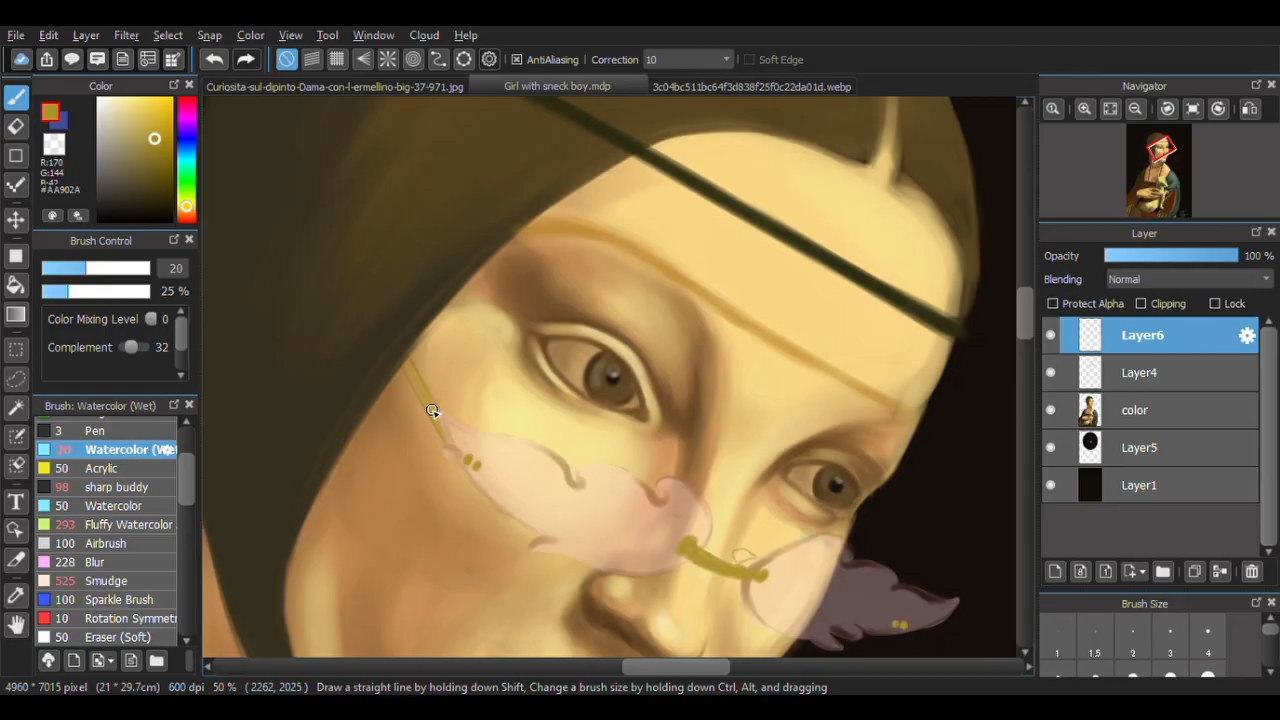 File Edit Layer Filter Select Snap Color View Tool Window Cloud Help
AntiAliasing Correction 10 Soft Edge
Color
Curiosita-sul-dipinto-Dama-con-l-ermellino-big-37-971.jpg Girl with sneck boy.mdp 3c04bc511bc64f3d838f25f0c22da01d.webp
Navigator
R:170
G:144
B:42
#AA902A
Brush Control
20
25 %
Color Mixing Level 0
Complement 32
Brush: Watercolor (Wet)
3 Pen
20 Watercolor (We
50 Acrylic
98 sharp buddy
50 Watercolor
293 Fluffy Watercolor
100 Airbrush
228 Blur
525 Smudge
100 Sparkle Brush
10 Rotation Symmetr
50 Eraser (Soft)
Layer
Opacity 100 %
Blending Normal
Protect Alpha Clipping Lock
Layer6
Layer4
color
Layer5
Layer1
Brush Size
1 1.5 2 3 4
4960 * 7015 pixel (21 * 29.7cm) 600 dpi 50 % ( 2262, 2025 ) Draw a straight line by holding down Shift, Change a brush size by holding down Ctrl, Alt, and dragging